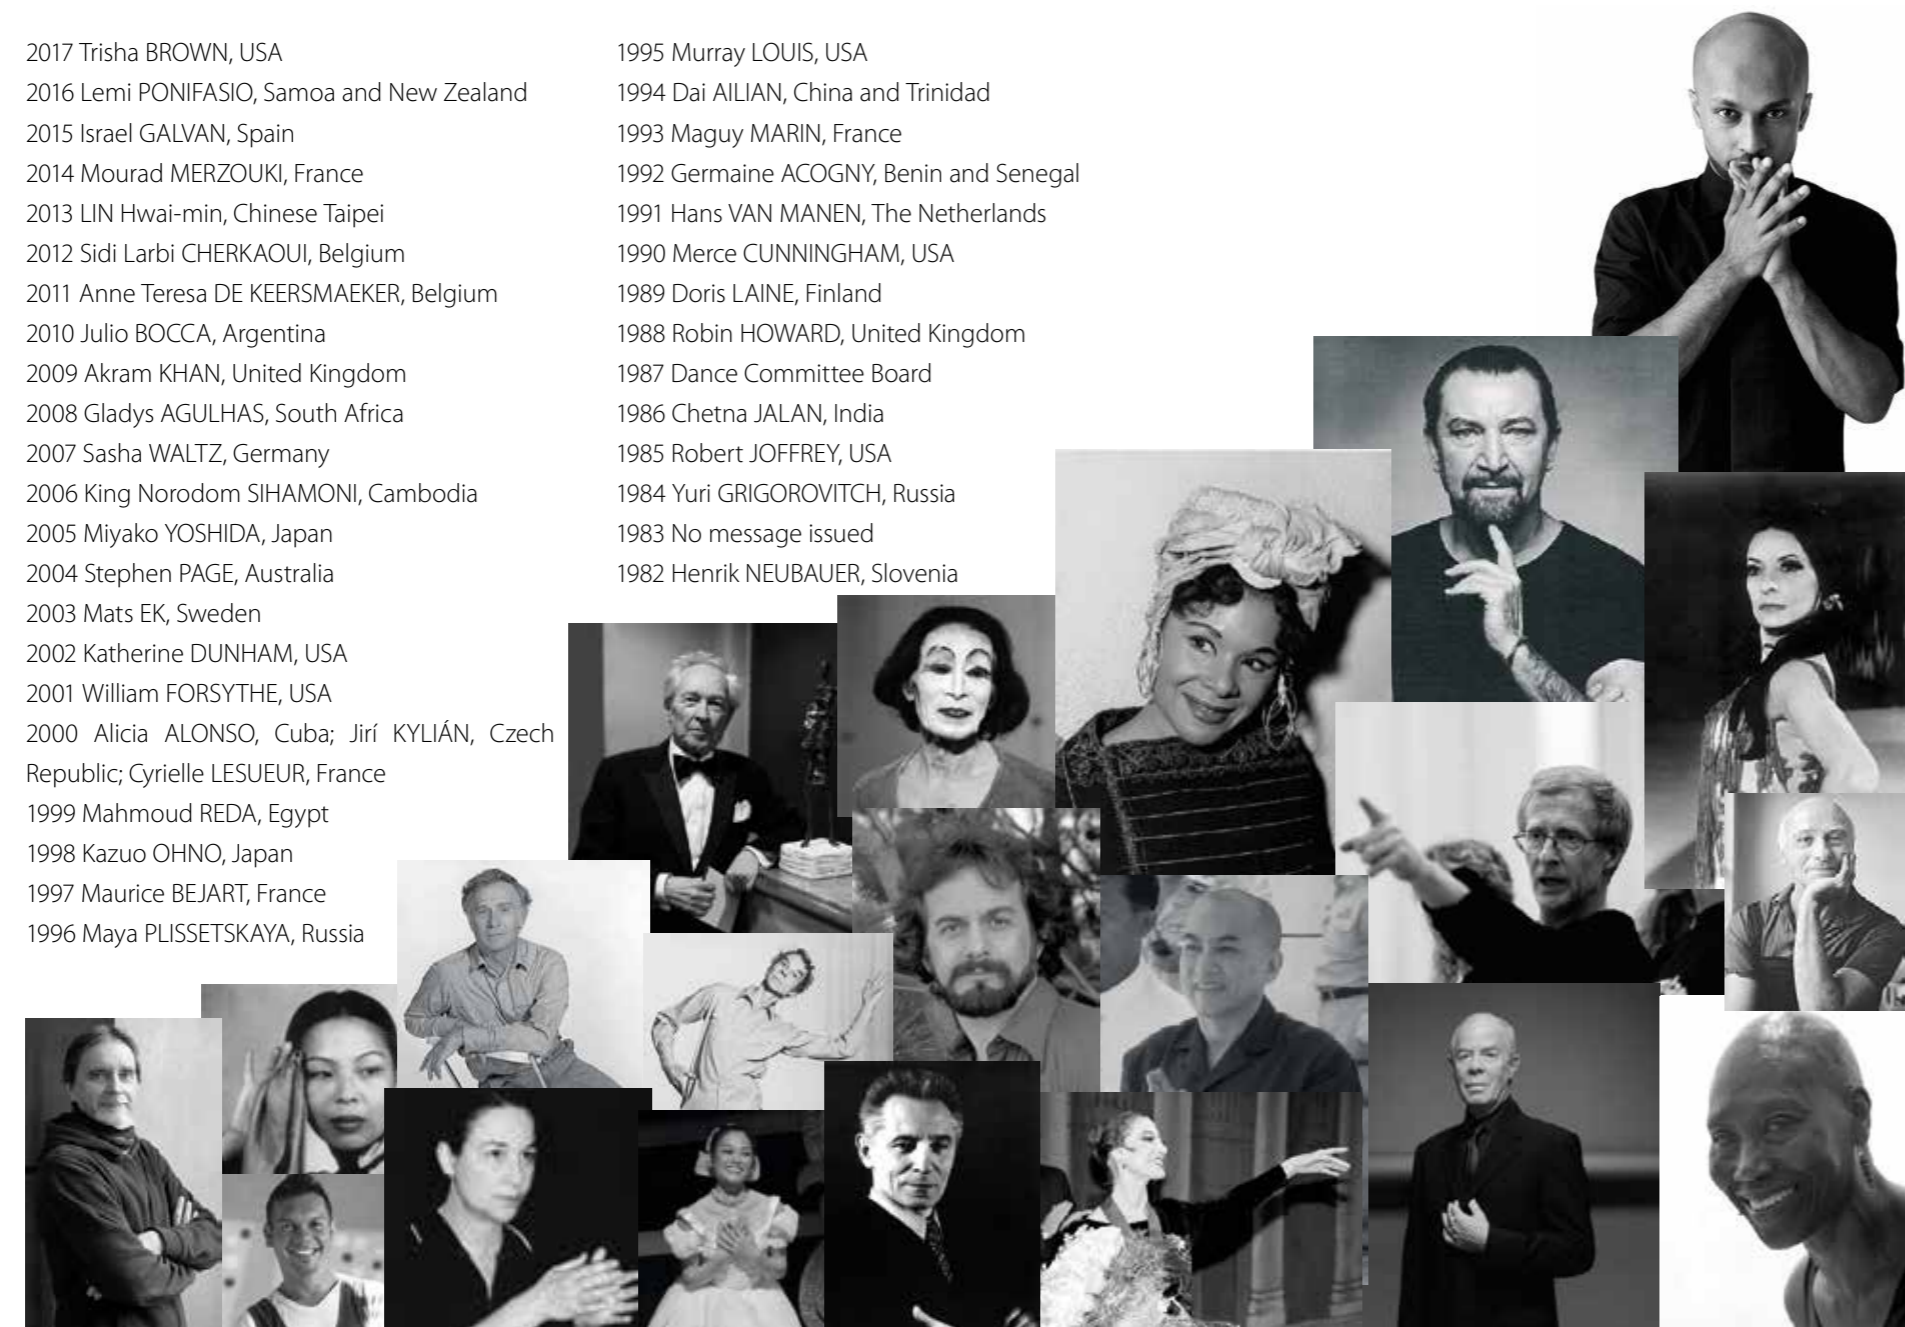 2017 Trisha BROWN, USA
2016 Lemi PONIFASIO, Samoa and New Zealand
2015 Israel GALVAN, Spain
2014 Mourad MERZOUKI, France
2013 LIN Hwai-min, Chinese Taipei
2012 Sidi Larbi CHERKAOUI, Belgium
2011 Anne Teresa DE KEERSMAEKER, Belgium
2010 Julio BOCCA, Argentina
2009 Akram KHAN, United Kingdom
2008 Gladys AGULHAS, South Africa
2007 Sasha WALTZ, Germany
2006 King Norodom SIHAMONI, Cambodia
2005 Miyako YOSHIDA, Japan
2004 Stephen PAGE, Australia
2003 Mats EK, Sweden
2002 Katherine DUNHAM, USA
2001 William FORSYTHE, USA
2000 Alicia ALONSO, Cuba; Jirí KYLIÁN, Czech
Republic; Cyrielle LESUEUR, France
1999 Mahmoud REDA, Egypt
1998 Kazuo OHNO, Japan
1997 Maurice BEJART, France
1996 Maya PLISSETSKAYA, Russia
1995 Murray LOUIS, USA
1994 Dai AILIAN, China and Trinidad
1993 Maguy MARIN, France
1992 Germaine ACOGNY, Benin and Senegal
1991 Hans VAN MANEN, The Netherlands
1990 Merce CUNNINGHAM, USA
1989 Doris LAINE, Finland
1988 Robin HOWARD, United Kingdom
1987 Dance Committee Board
1986 Chetna JALAN, India
1985 Robert JOFFREY, USA
1984 Yuri GRIGOROVITCH, Russia
1983 No message issued
1982 Henrik NEUBAUER, Slovenia